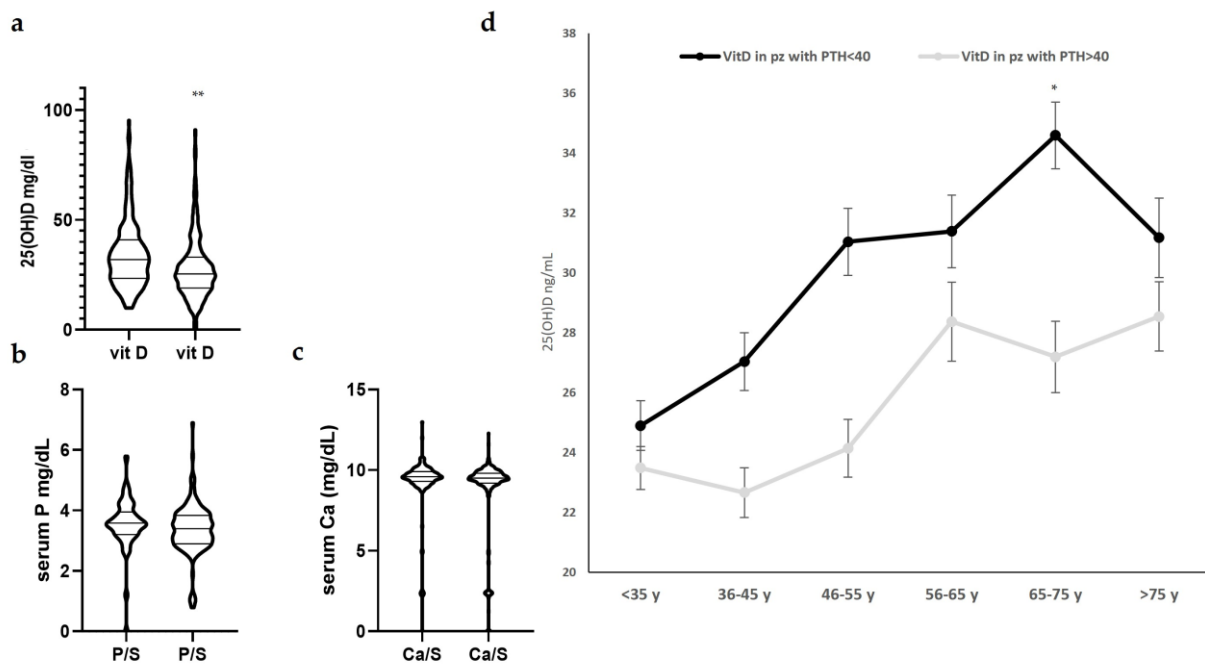 a
**
100
50
0
25(OH)D mg/dl
vit D vit D
b
8
6
4
2
0
serum P mg/dL
P/S P/S
c
15
10
5
0
serum Ca (mg/dL)
Ca/S Ca/S
d
VitD in pz with PTH<40 VitD in pz with PTH>40
*
38
36
34
32
30
28
26
24
22
20
25(OH)D ng/mL
<35 y 36-45 y 46-55 y 56-65 y 65-75 y >75 y